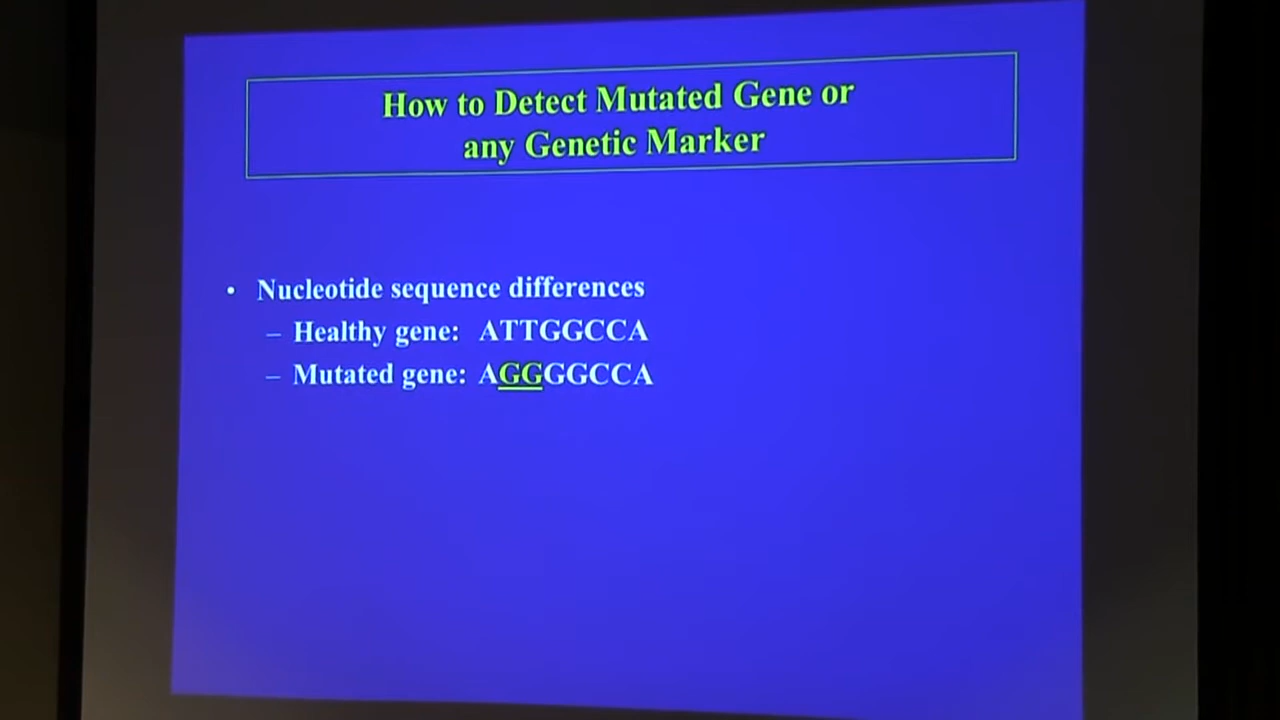 How to Detect Mutated Gene or
any Genetic Marker
• Nucleotide sequence differences
– Healthy gene: ATTGGCCA
– Mutated gene: AGGGGCCA